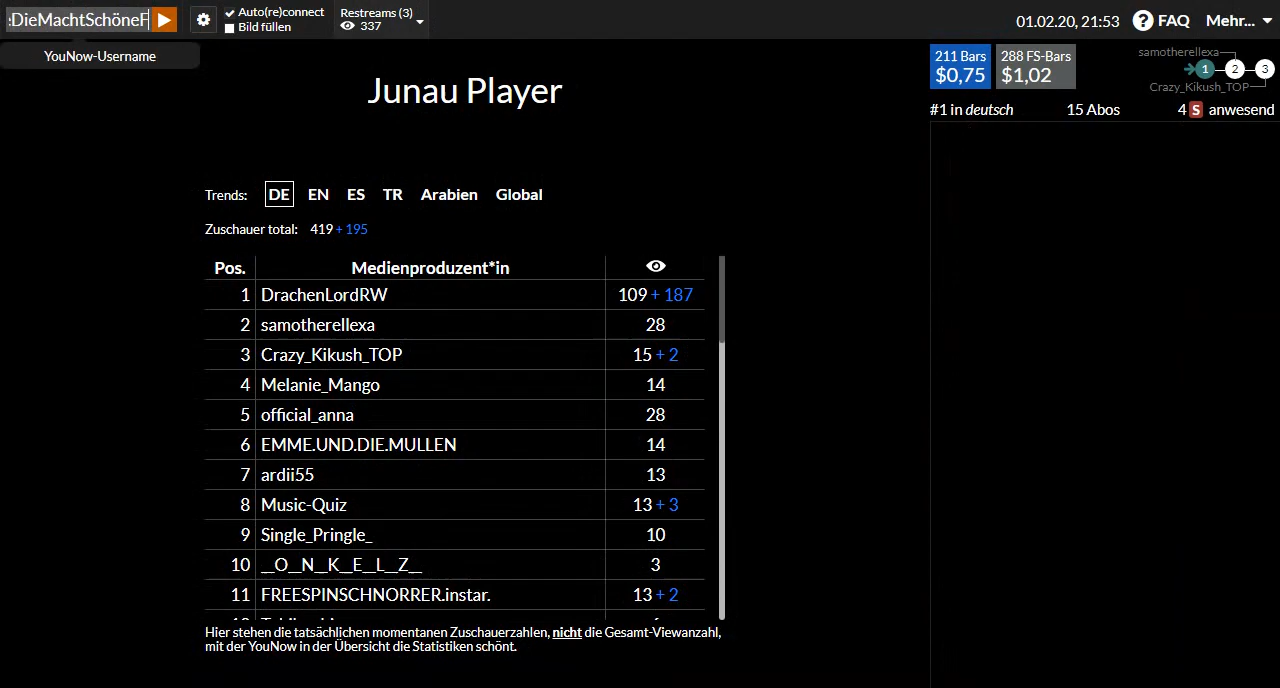 :DieMachtSchöneF
Auto(re)connect
Bild füllen
Restreams (3)
337
01.02.20, 21:53
? FAQ
Mehr...
YouNow-Username
211 Bars
$0,75
288 FS-Bars
$1,02
samotherellexa
1 2 3
Crazy_Kikush_TOP
#1 in deutsch
15 Abos
4 S anwesend
Junau Player
Trends: DE EN ES TR Arabien Global
Zuschauer total: 419 + 195
Pos. Medienproduzent*in
1 DrachenLordRW 109 + 187
2 samotherellexa 28
3 Crazy_Kikush_TOP 15 + 2
4 Melanie_Mango 14
5 official_anna 28
6 EMME.UND.DIE.MULLEN 14
7 ardii55 13
8 Music-Quiz 13 + 3
9 Single_Pringle_ 10
10 __O__N__K__E__L__Z__ 3
11 FREESPINSCHNORRER.instar. 13 + 2
Hier stehen die tatsächlichen momentanen Zuschauerzahlen, nicht die Gesamt-Viewanzahl,
mit der YouNow in der Übersicht die Statistiken schönt.